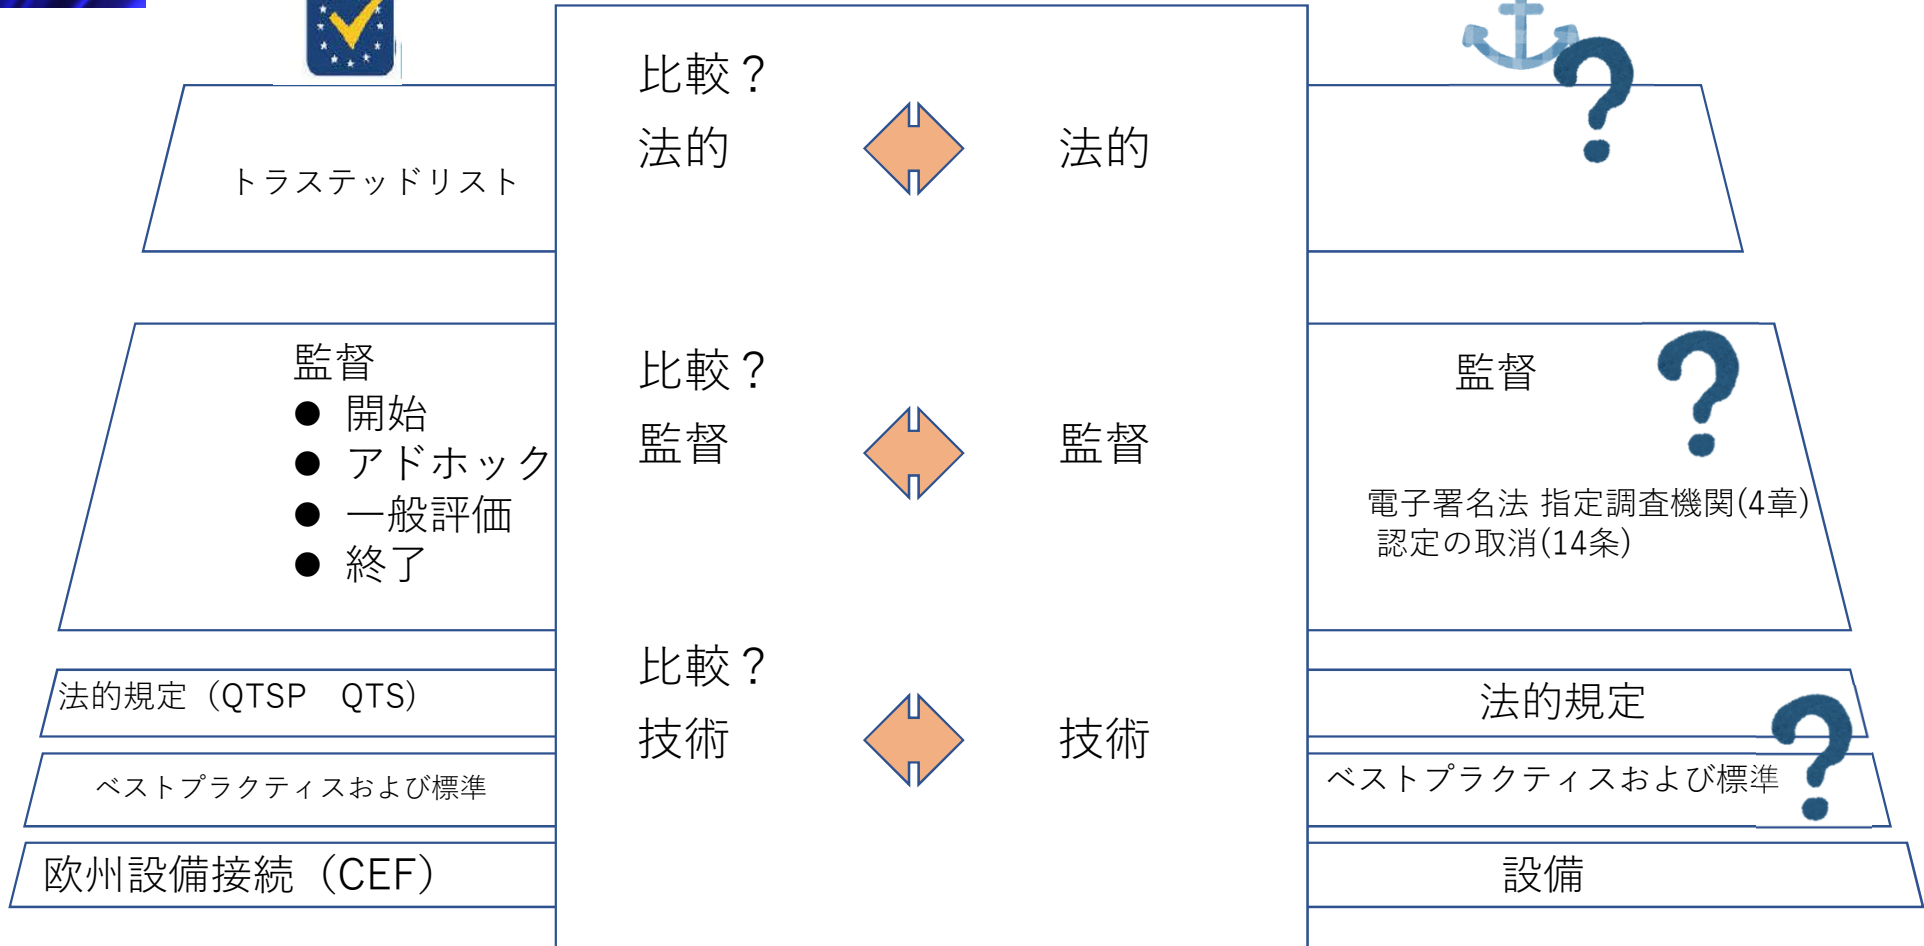 トラステッドリスト
監督
● 開始
● アドホック
● 一般評価
● 終了
法的規定（QTSP　QTS）
ベストプラクティスおよび標準
欧州設備接続（CEF）
比較？
法的 法的
比較？
監督 監督
比較？
技術 技術
?
監督
?
電子署名法 指定調査機関(4章)
認定の取消(14条)
法的規定
?
ベストプラクティスおよび標準
設備